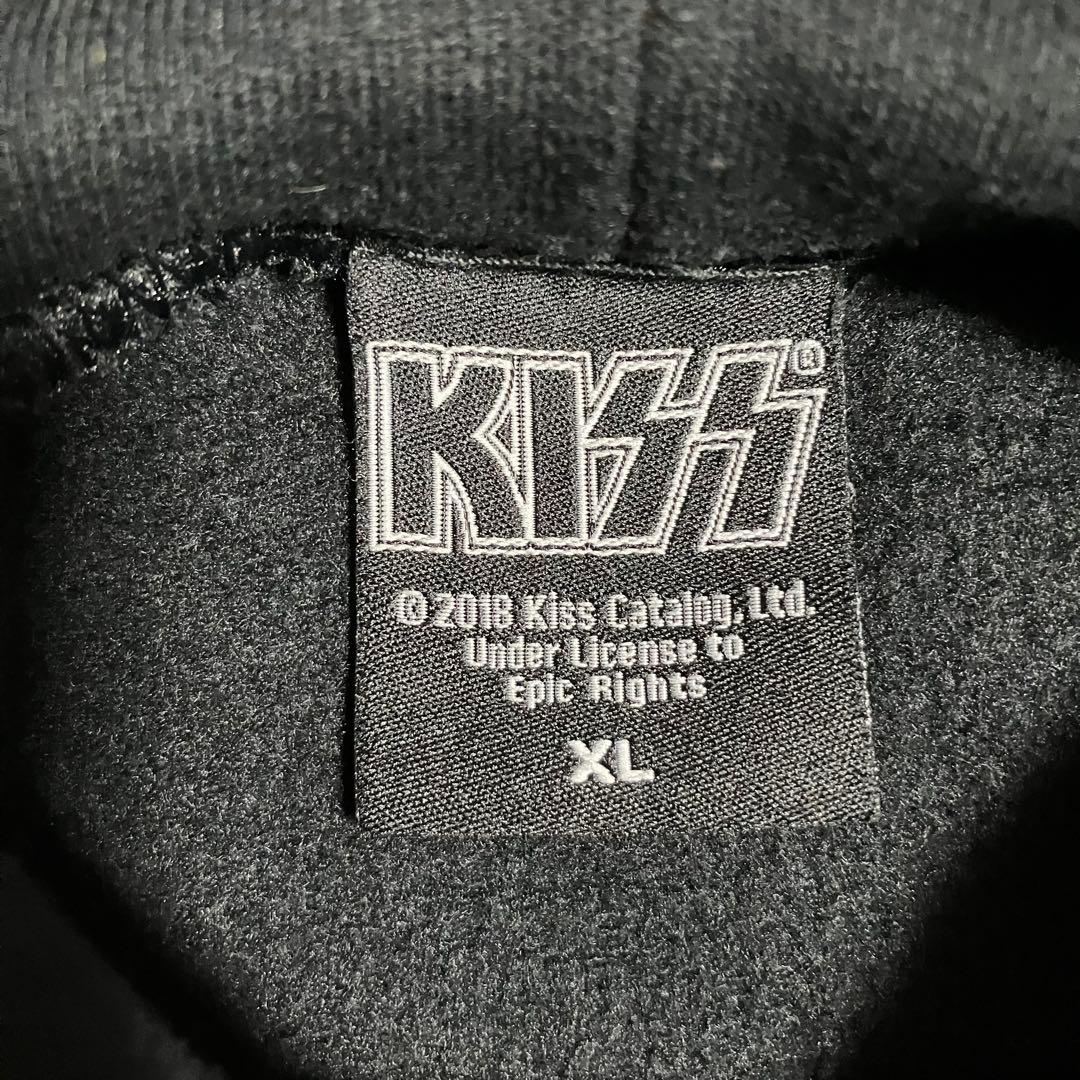 KISS®
©2018 Kiss Catalog, Ltd.
Under License to
Epic Rights
XL